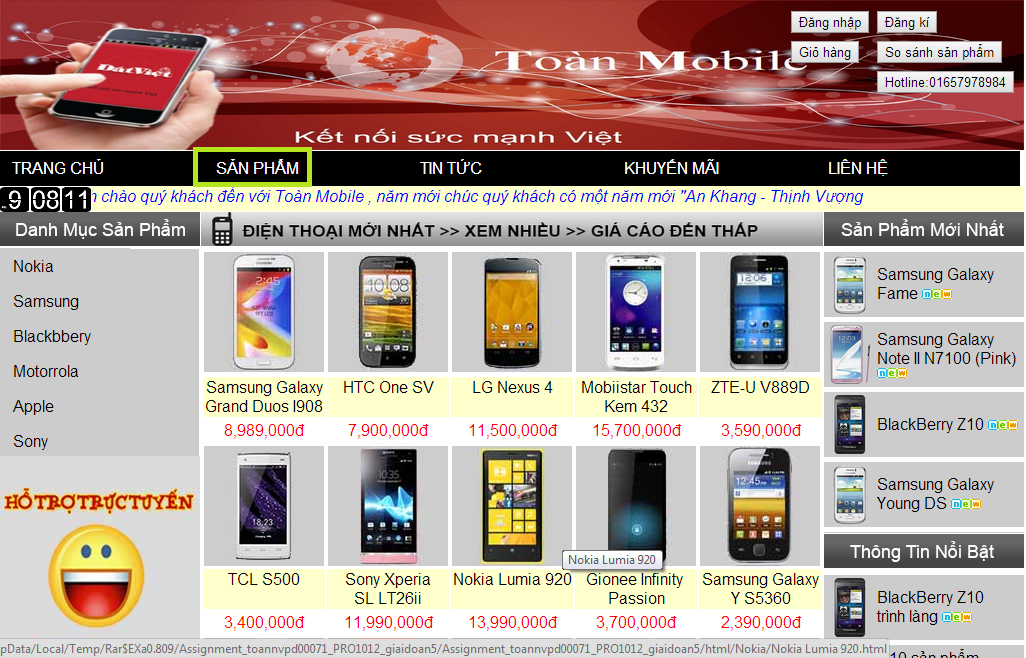 ĐấtViệt
Toàn Mobile
Kết nối sức mạnh Việt
Đăng nhập
Đăng kí
Giỏ hàng
So sánh sản phẩm
Hotline:01657978984
TRANG CHỦ
SẢN PHẨM
TIN TỨC
KHUYẾN MÃI
LIÊN HỆ
9 08 11
chào quý khách đến với Toàn Mobile , năm mới chúc quý khách có một năm mới "An Khang - Thịnh Vượng
Danh Mục Sản Phẩm
Nokia
Samsung
Blackbbery
Motorrola
Apple
Sony
HỖ TRỢ TRỰC TUYẾN
ĐIỆN THOẠI MỚI NHẤT >> XEM NHIỀU >> GIÁ CÁO ĐẾN THẤP
Samsung Galaxy
Grand Duos I908
8,989,000đ
HTC One SV
7,900,000đ
LG Nexus 4
11,500,000đ
Mobiistar Touch
Kem 432
15,700,000đ
ZTE-U V889D
3,590,000đ
TCL S500
3,400,000đ
Sony Xperia
SL LT26ii
11,990,000đ
Nokia Lumia 920
13,990,000đ
Nokia Lumia 920
Gionee Infinity
Passion
3,700,000đ
Samsung Galaxy
Y S5360
2,390,000đ
Sản Phẩm Mới Nhất
Samsung Galaxy
Fame new
Samsung Galaxy
Note II N7100 (Pink)
new
BlackBerry Z10 new
Samsung Galaxy
Young DS new
Thông Tin Nổi Bật
BlackBerry Z10
trình làng new
10 sản phẩm
pData/Local/Temp/Rar$EXa0.809/Assignment_toannvpd00071_PRO1012_giaidoan5/Assignment_toannvpd00071_PRO1012_giaidoan5/html/Nokia/Nokia Lumia 920.html